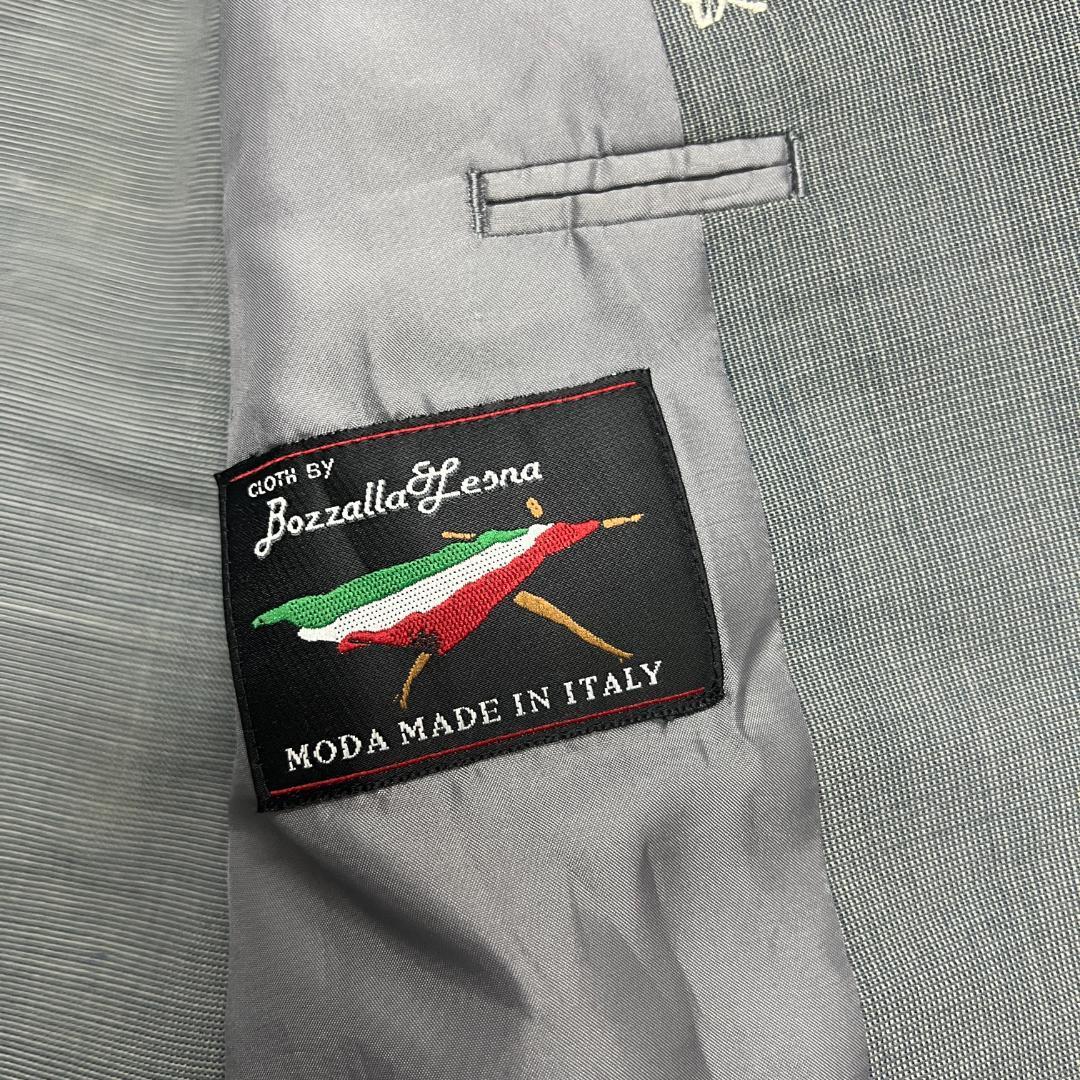 CLOTH BY
Bozzalla & Lesna
MODA MADE IN ITALY